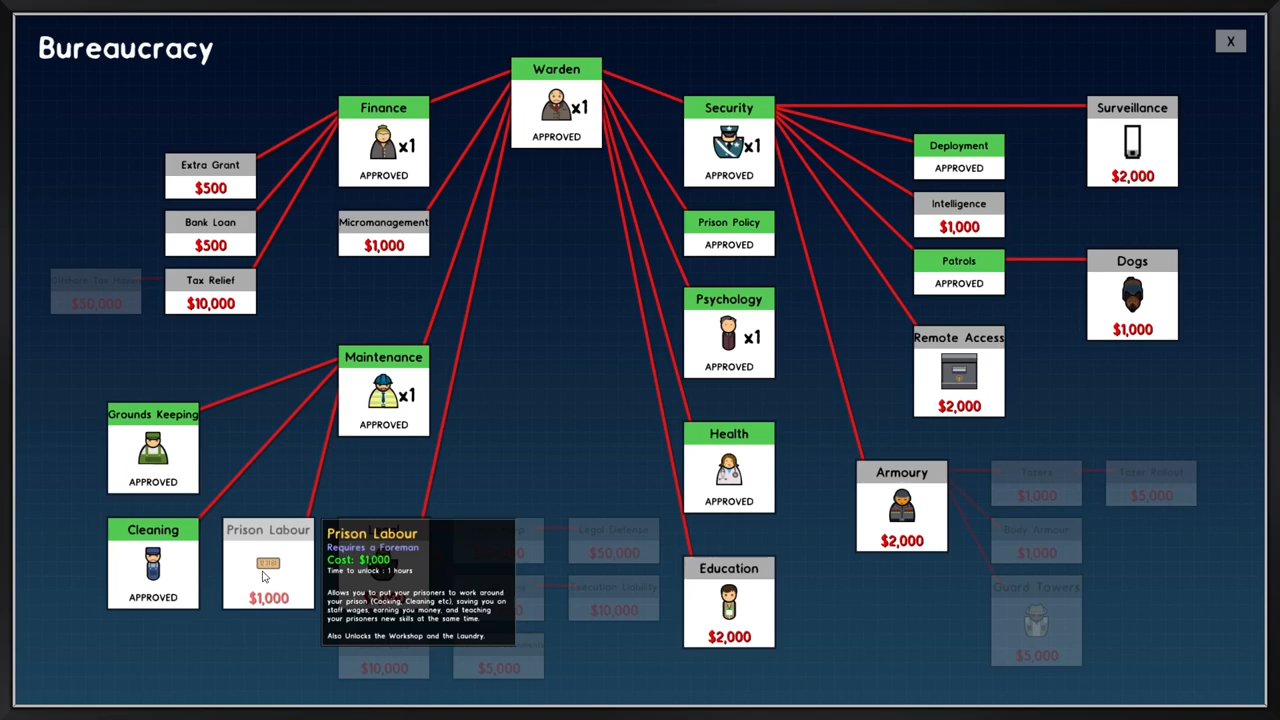 Bureaucracy
X
Warden
x1
APPROVED
Finance
x1
APPROVED
Security
x1
APPROVED
Surveillance
$2,000
Extra Grant
$500
Deployment
APPROVED
Bank Loan
$500
Micromanagement
$1,000
Prison Policy
APPROVED
Intelligence
$1,000
$50,000
Tax Relief
$10,000
Psychology
x1
APPROVED
Patrols
APPROVED
Dogs
$1,000
Maintenance
x1
APPROVED
Remote Access
$2,000
Grounds Keeping
APPROVED
Health
APPROVED
Armoury
$2,000
Tazers
$1,000
Tazer Rollout
$5,000
Cleaning
APPROVED
Prison Labour
$1,000
Prison Labour
Requires a Foreman
Cost: $1,000
Time to unlock : 1 hours
Allows you to put your prisoners to work around
your prison (Cooking, Cleaning etc), saving you on
staff wages, earning you money, and teaching
your prisoners new skills at the same time.
Also Unlocks the Workshop and the Laundry.
Legal Defense
$50,000
Execution Liability
$10,000
$10,000
$5,000
Education
$2,000
Body Armour
$1,000
Guard Towers
$5,000